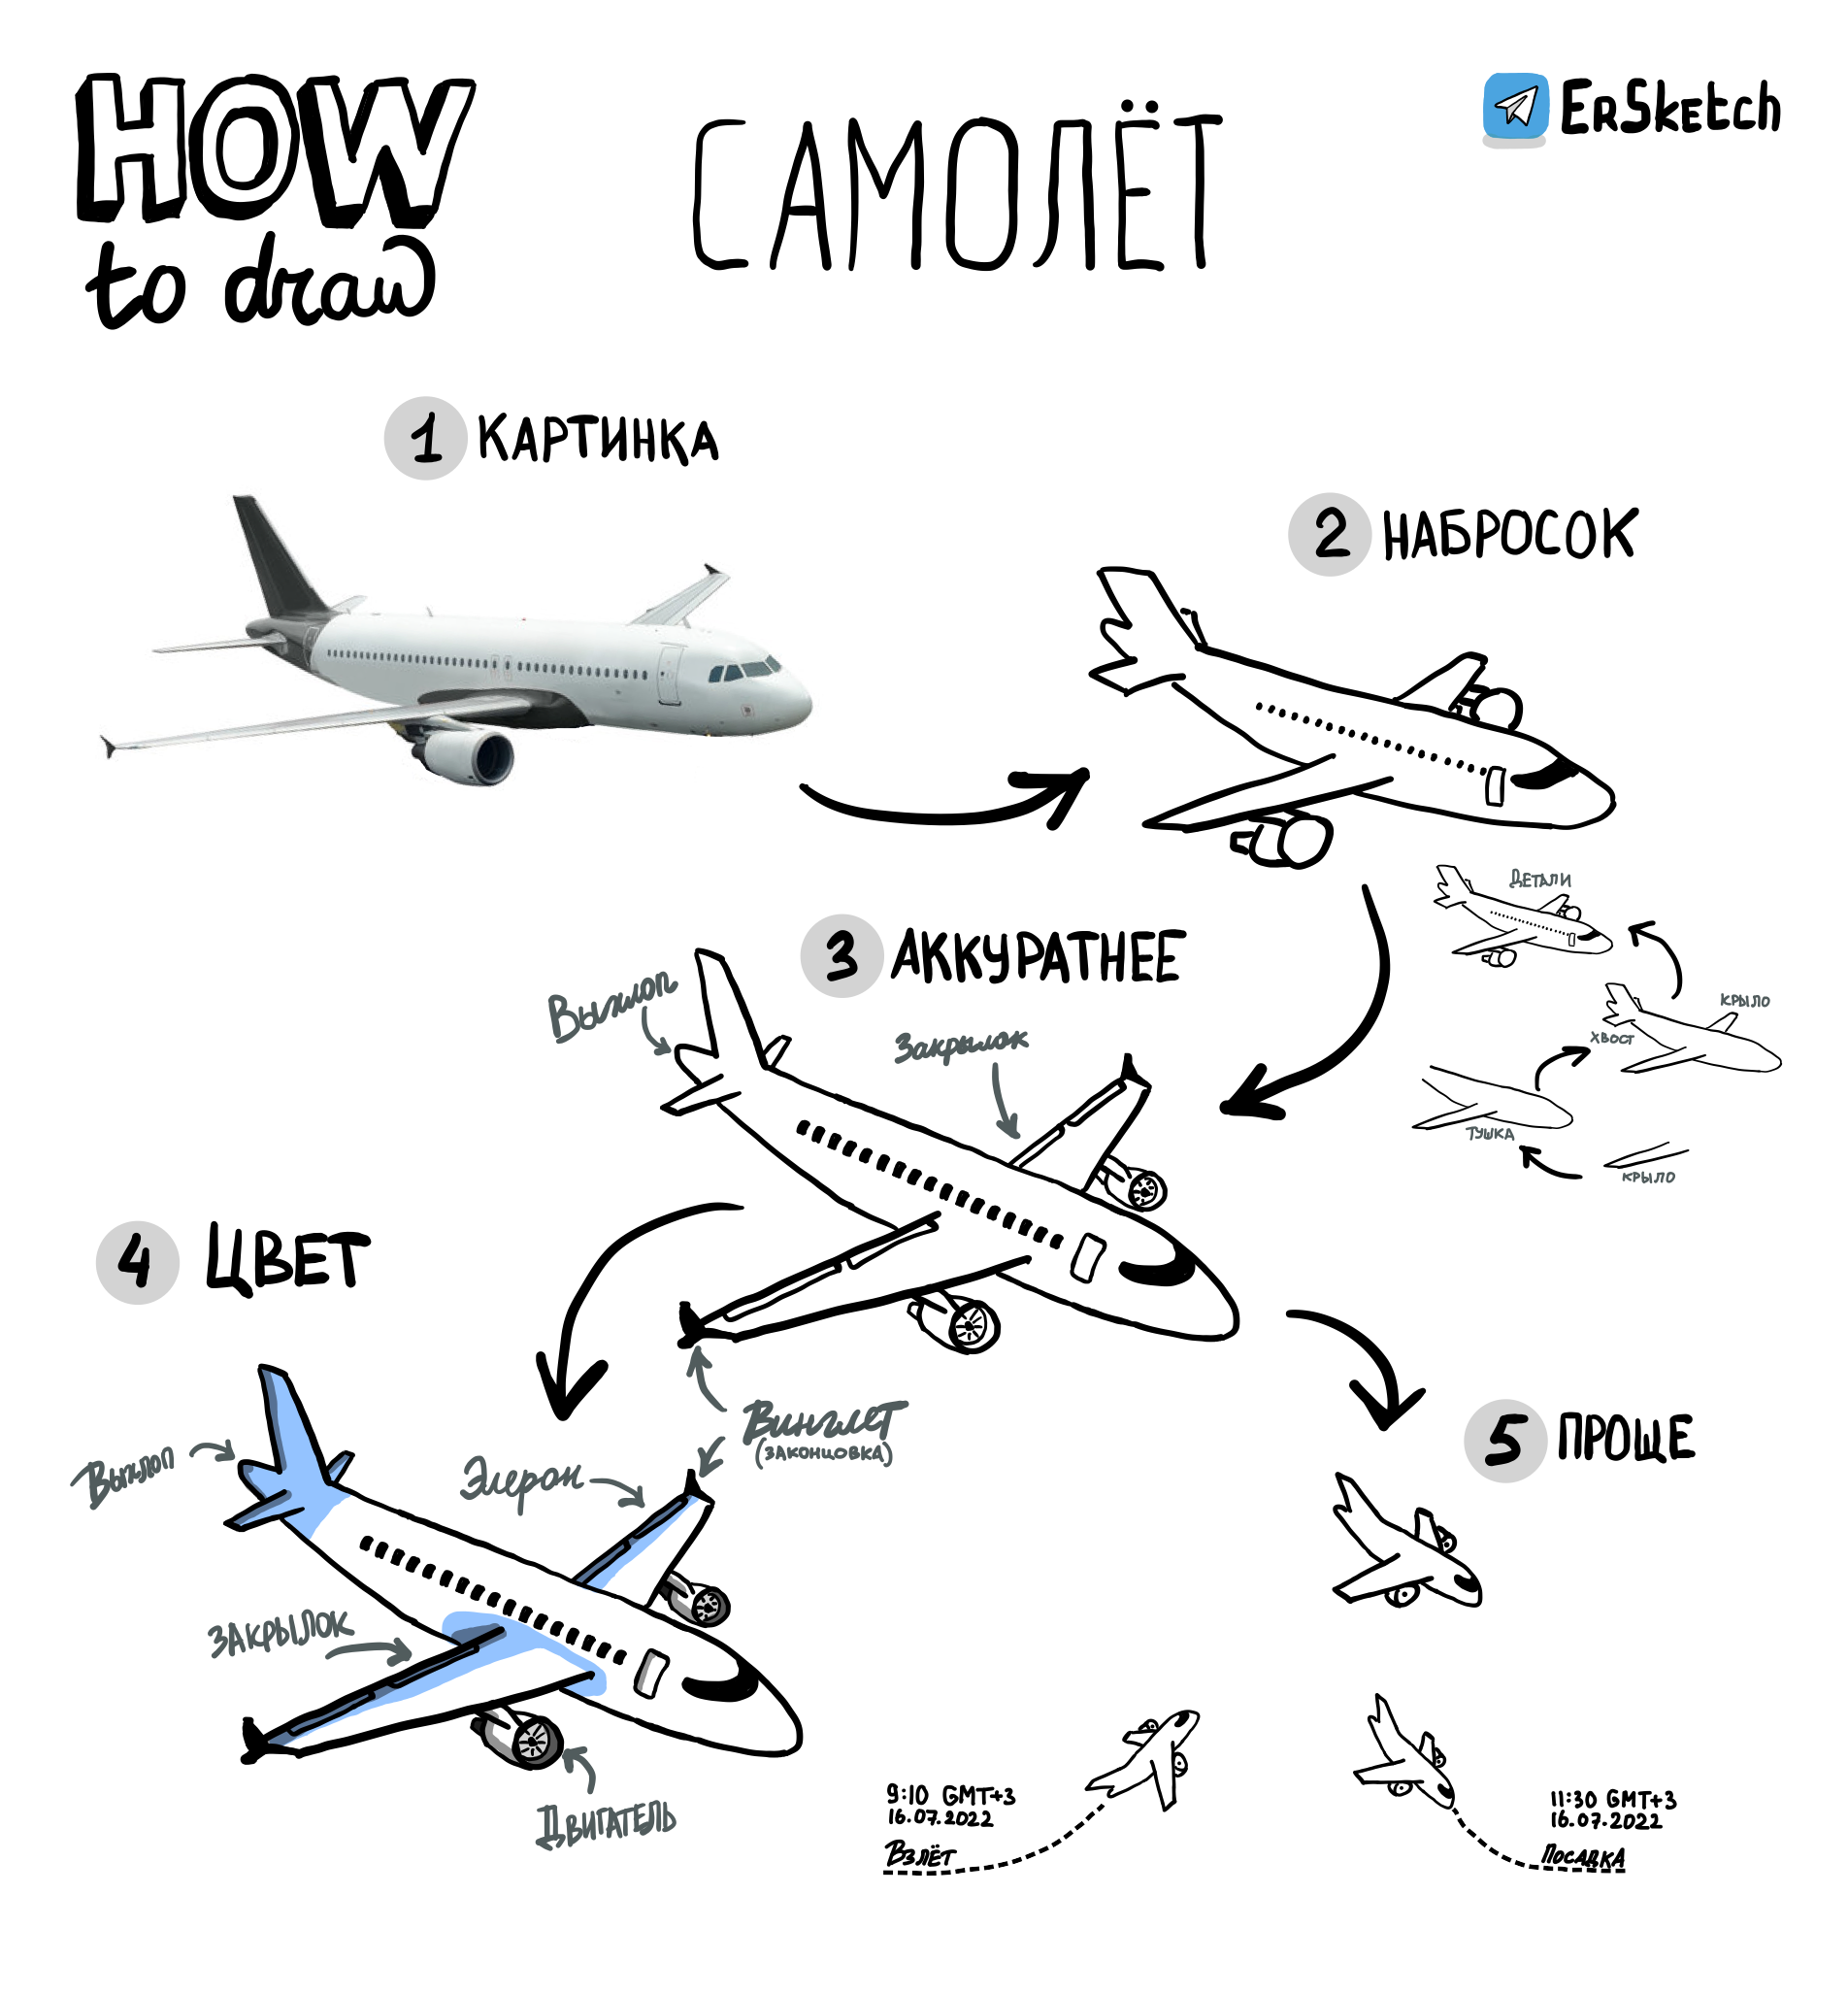 HOW
to draw
САМОЛЁТ
ErSketch
1 КАРТИНКА
2 НАБРОСОК
ДЕТАЛИ
КРЫЛО
ХВОСТ
ТУШКА
КРЫЛО
3 АККУРАТНЕЕ
Выхлоп
Закрылок
Винглет
(законцовка)
4 ЦВЕТ
Выхлоп
Элерон
ЗАКРЫЛОК
ДВИГАТЕЛЬ
5 ПРОЩЕ
9:10 GMT+3
16.07.2022
Взлёт
11:30 GMT+3
16.07.2022
Посадка